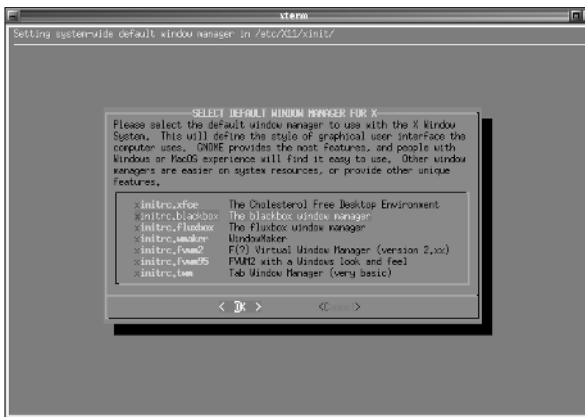 xterm
Setting system-wide default window manager in /etc/X11/xinit/
SELECT DEFAULT WINDOW MANAGER FOR X
Please select the default window manager to use with the X Window
System.  This will define the style of graphical user interface the
computer uses.  GNOME provides the most features, and people with
Windows or MacOS experience will find it easy to use.  Other window
managers are easier on system resources, or provide other unique
features.
xinitrc.xfce The Cholesterol Free Desktop Environment
xinitrc.blackbox The blackbox window manager
xinitrc.fluxbox The fluxbox window manager
xinitrc.wmaker WindowMaker
xinitrc.fvwm2 F(?) Virtual Window Manager (version 2.xx)
xinitrc.fvwm95 FVWM2 with a Windows look and feel
xinitrc.twm Tab Window Manager (very basic)
< OK > <Cancel>